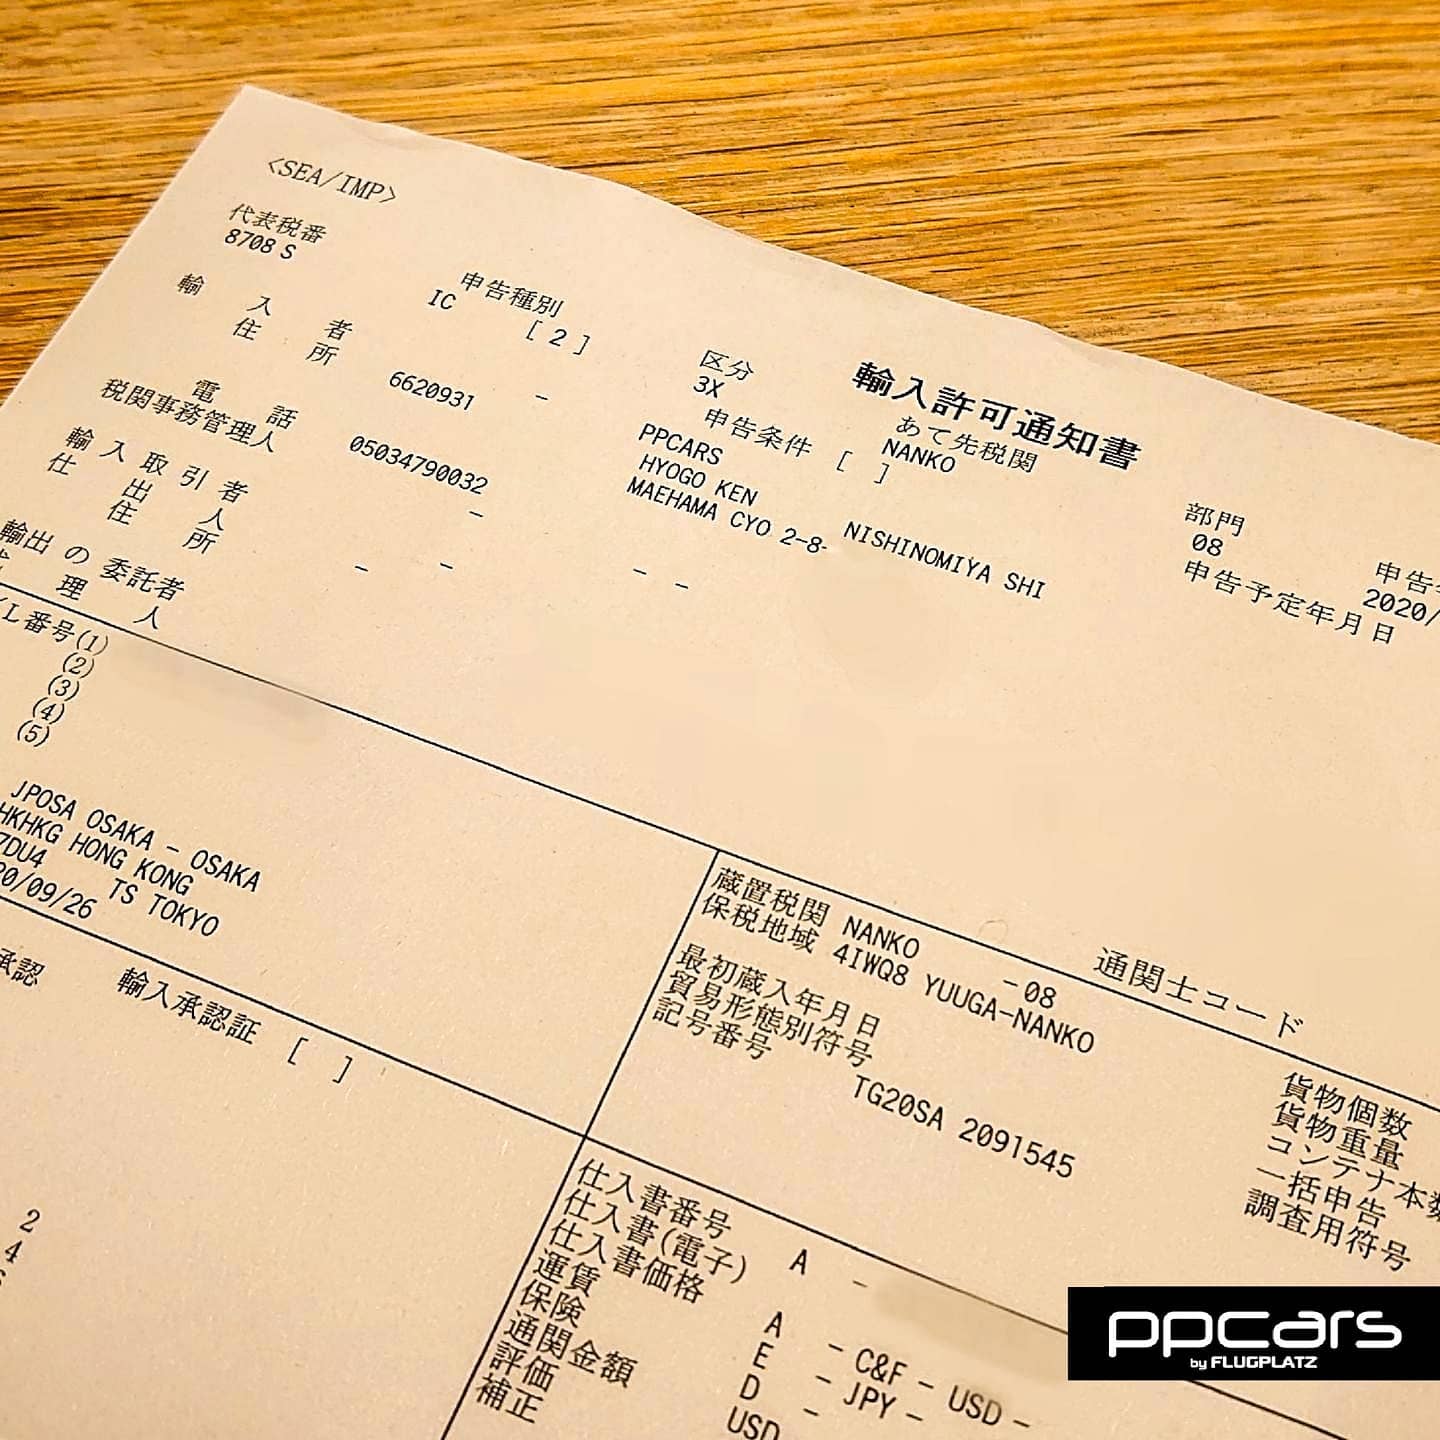 <SEA/IMP>
代表税番
8708 S
申告種別
IC [ 2 ]
区分
3X
輸入許可通知書
あて先税関
NANKO
部門
08
申告
2020/
申告条件 [ ]
申告予定年月日
輸 入 者
PPCARS
住 所 6620931 -
HYOGO KEN NISHINOMIYA SHI
MAEHAMA CYO 2-8-
電 話 05034790032
税関事務管理人 -
輸 入 取 引 者 - -
仕 出 人
住 所 - -
輸出 の 委託者
理 人
L番号(1)
(2)
(3)
(4)
(5)
JPOSA OSAKA - OSAKA
HKHKG HONG KONG
7DU4 TS TOKYO
20/09/26
承認 輸入承認証 [ ]
蔵置税関 NANKO -08
保税地域 4IWQ8 YUUGA-NANKO
通関士コード
最初蔵入年月日
貿易形態別符号
記号番号
TG20SA 2091545
貨物個数
貨物重量
コンテナ本数
一括申告
調査用符号
2
4
仕入書番号 A -
仕入書(電子)
仕入書価格 A - C&F - USD -
運賃 E - JPY -
保険 D -
通関金額 USD
評価
補正
ppcars
by FLUGPLATZ